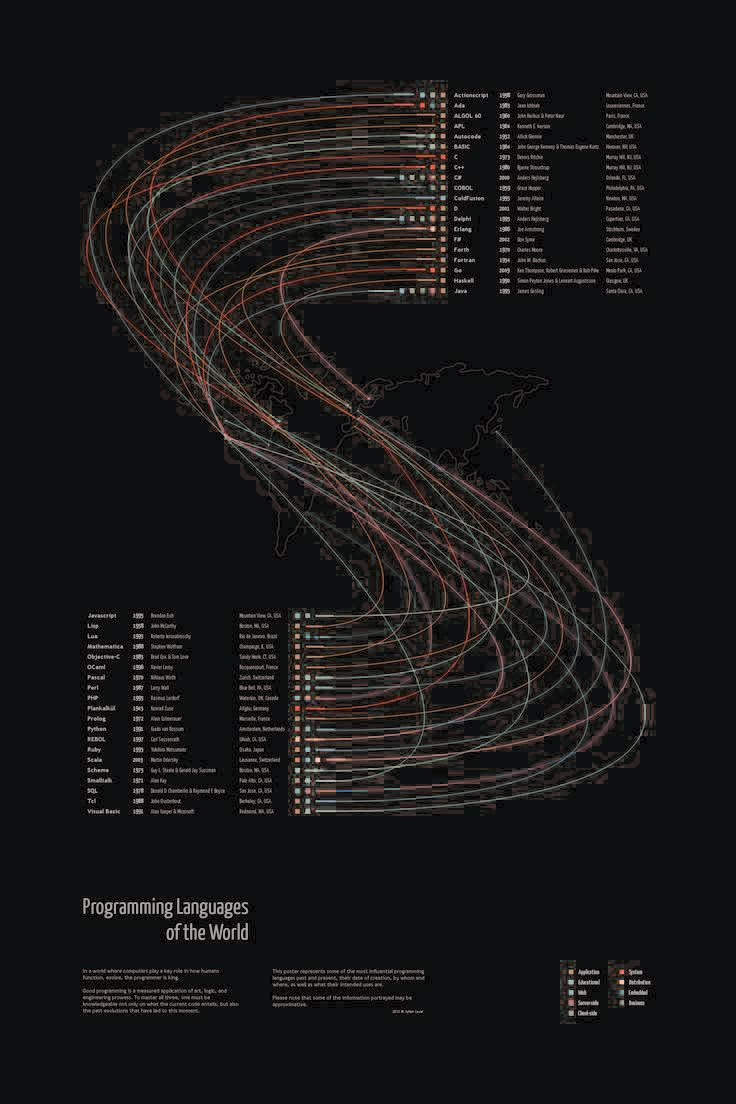 Actionscript 1998 Gary Grossman Mountain View, CA, USA
Ada 1983 Jean Ichbiah Louveciennes, France
ALGOL 60 1960 John Backus & Peter Naur Paris, France
APL 1964 Kenneth E. Iverson Cambridge, MA, USA
Autocode 1952 Alick Glennie Manchester, UK
BASIC 1964 John George Kemeny & Thomas Eugene Kurtz Hanover, NH, USA
C 1973 Dennis Ritchie Murray Hill, NJ, USA
C++ 1980 Bjarne Stroustrup Murray Hill, NJ, USA
C# 2000 Anders Hejlsberg Orlando, FL, USA
COBOL 1959 Grace Hopper Philadelphia, PA, USA
ColdFusion 1995 Jeremy Allaire Newton, MA, USA
D 2001 Walter Bright Pasadena, CA, USA
Delphi 1995 Anders Hejlsberg Cupertino, CA, USA
Erlang 1986 Joe Armstrong Stockhorn, Sweden
F# 2002 Don Syme Cambridge, UK
Forth 1970 Charles Moore Charlottesville, VA, USA
Fortran 1954 John W. Backus San Jose, CA, USA
Go 2009 Ken Thompson, Robert Griesemer & Rob Pike Menlo Park, CA, USA
Haskell 1990 Simon Peyton Jones & Lennart Augustsson Glasgow, UK
Java 1995 James Gosling Santa Clara, CA, USA
Javascript 1995 Brendan Eich Mountain View, CA, USA
Lisp 1958 John McCarthy Boston, MA, USA
Lua 1993 Roberto Ierusalimschy Rio de Janeiro, Brazil
Mathematica 1988 Stephen Wolfram Champaign, IL, USA
Objective-C 1983 Brad Cox & Tom Love Sandy Hook, CT, USA
OCaml 1996 Xavier Leroy Rocquencourt, France
Pascal 1970 Niklaus Wirth Zurich, Switzerland
Perl 1987 Larry Wall Blue Bell, PA, USA
PHP 1995 Rasmus Lerdorf Waterloo, ON, Canada
Plankalkül 1943 Konrad Zuse Allgau, Germany
Prolog 1972 Alain Colmerauer Marseille, France
Python 1991 Guido van Rossum Amsterdam, Netherlands
REBOL 1997 Carl Sassenrath Ukiah, CA, USA
Ruby 1993 Yukihiro Matsumoto Osaka, Japan
Scala 2003 Martin Odersky Lausanne, Switzerland
Scheme 1975 Guy L. Steele & Gerald Jay Sussman Boston, MA, USA
Smalltalk 1971 Alan Kay Palo Alto, CA, USA
SQL 1978 Donald D. Chamberlin & Raymond F. Boyce San Jose, CA, USA
Tcl 1988 John Ousterhout Berkeley, CA, USA
Visual Basic 1991 Alan Cooper & Microsoft Redmond, WA, USA
Programming Languages
of the World
In a world where computers play a key role in how humans
function, evolve, the programmer is king.
Good programming is a measured application of art, logic, and
engineering prowess. To master all three, one must be
knowledgeable not only on what the current code entails, but also
the past evolutions that have led to this moment.
This poster represents some of the most influential programming
languages past and present, their date of creation, by whom and
where, as well as what their intended uses are.
Please note that some of the information portrayed may be
approximative.
2012 ©
Application System
Educational Distribution
Web Embedded
Server-side Business
Client-side